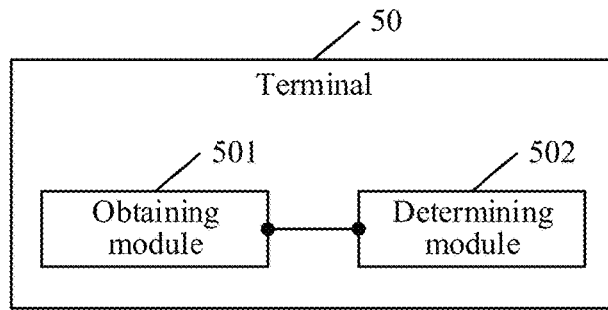 50
Terminal
501
502
Obtaining
module
Determining
module